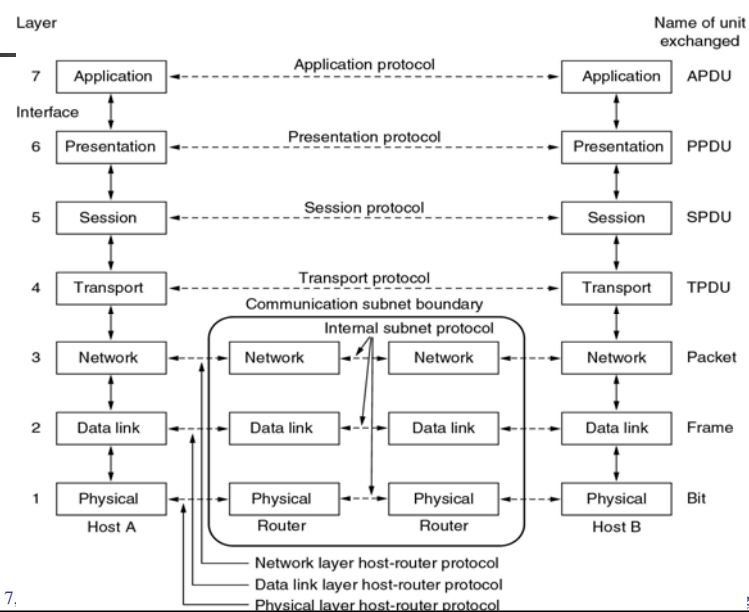 Layer
Name of unit
exchanged
Application protocol
7 Application Application APDU
Interface
Presentation protocol
6 Presentation Presentation PPDU
Session protocol
5 Session Session SPDU
Transport protocol
4 Transport Transport TPDU
Communication subnet boundary
Internal subnet protocol
3 Network Network Network Network Packet
2 Data link Data link Data link Data link Frame
1 Physical Physical Physical Physical Bit
Host A Router Router Host B
Network layer host-router protocol
Data link layer host-router protocol
Physical layer host-router protocol
7.